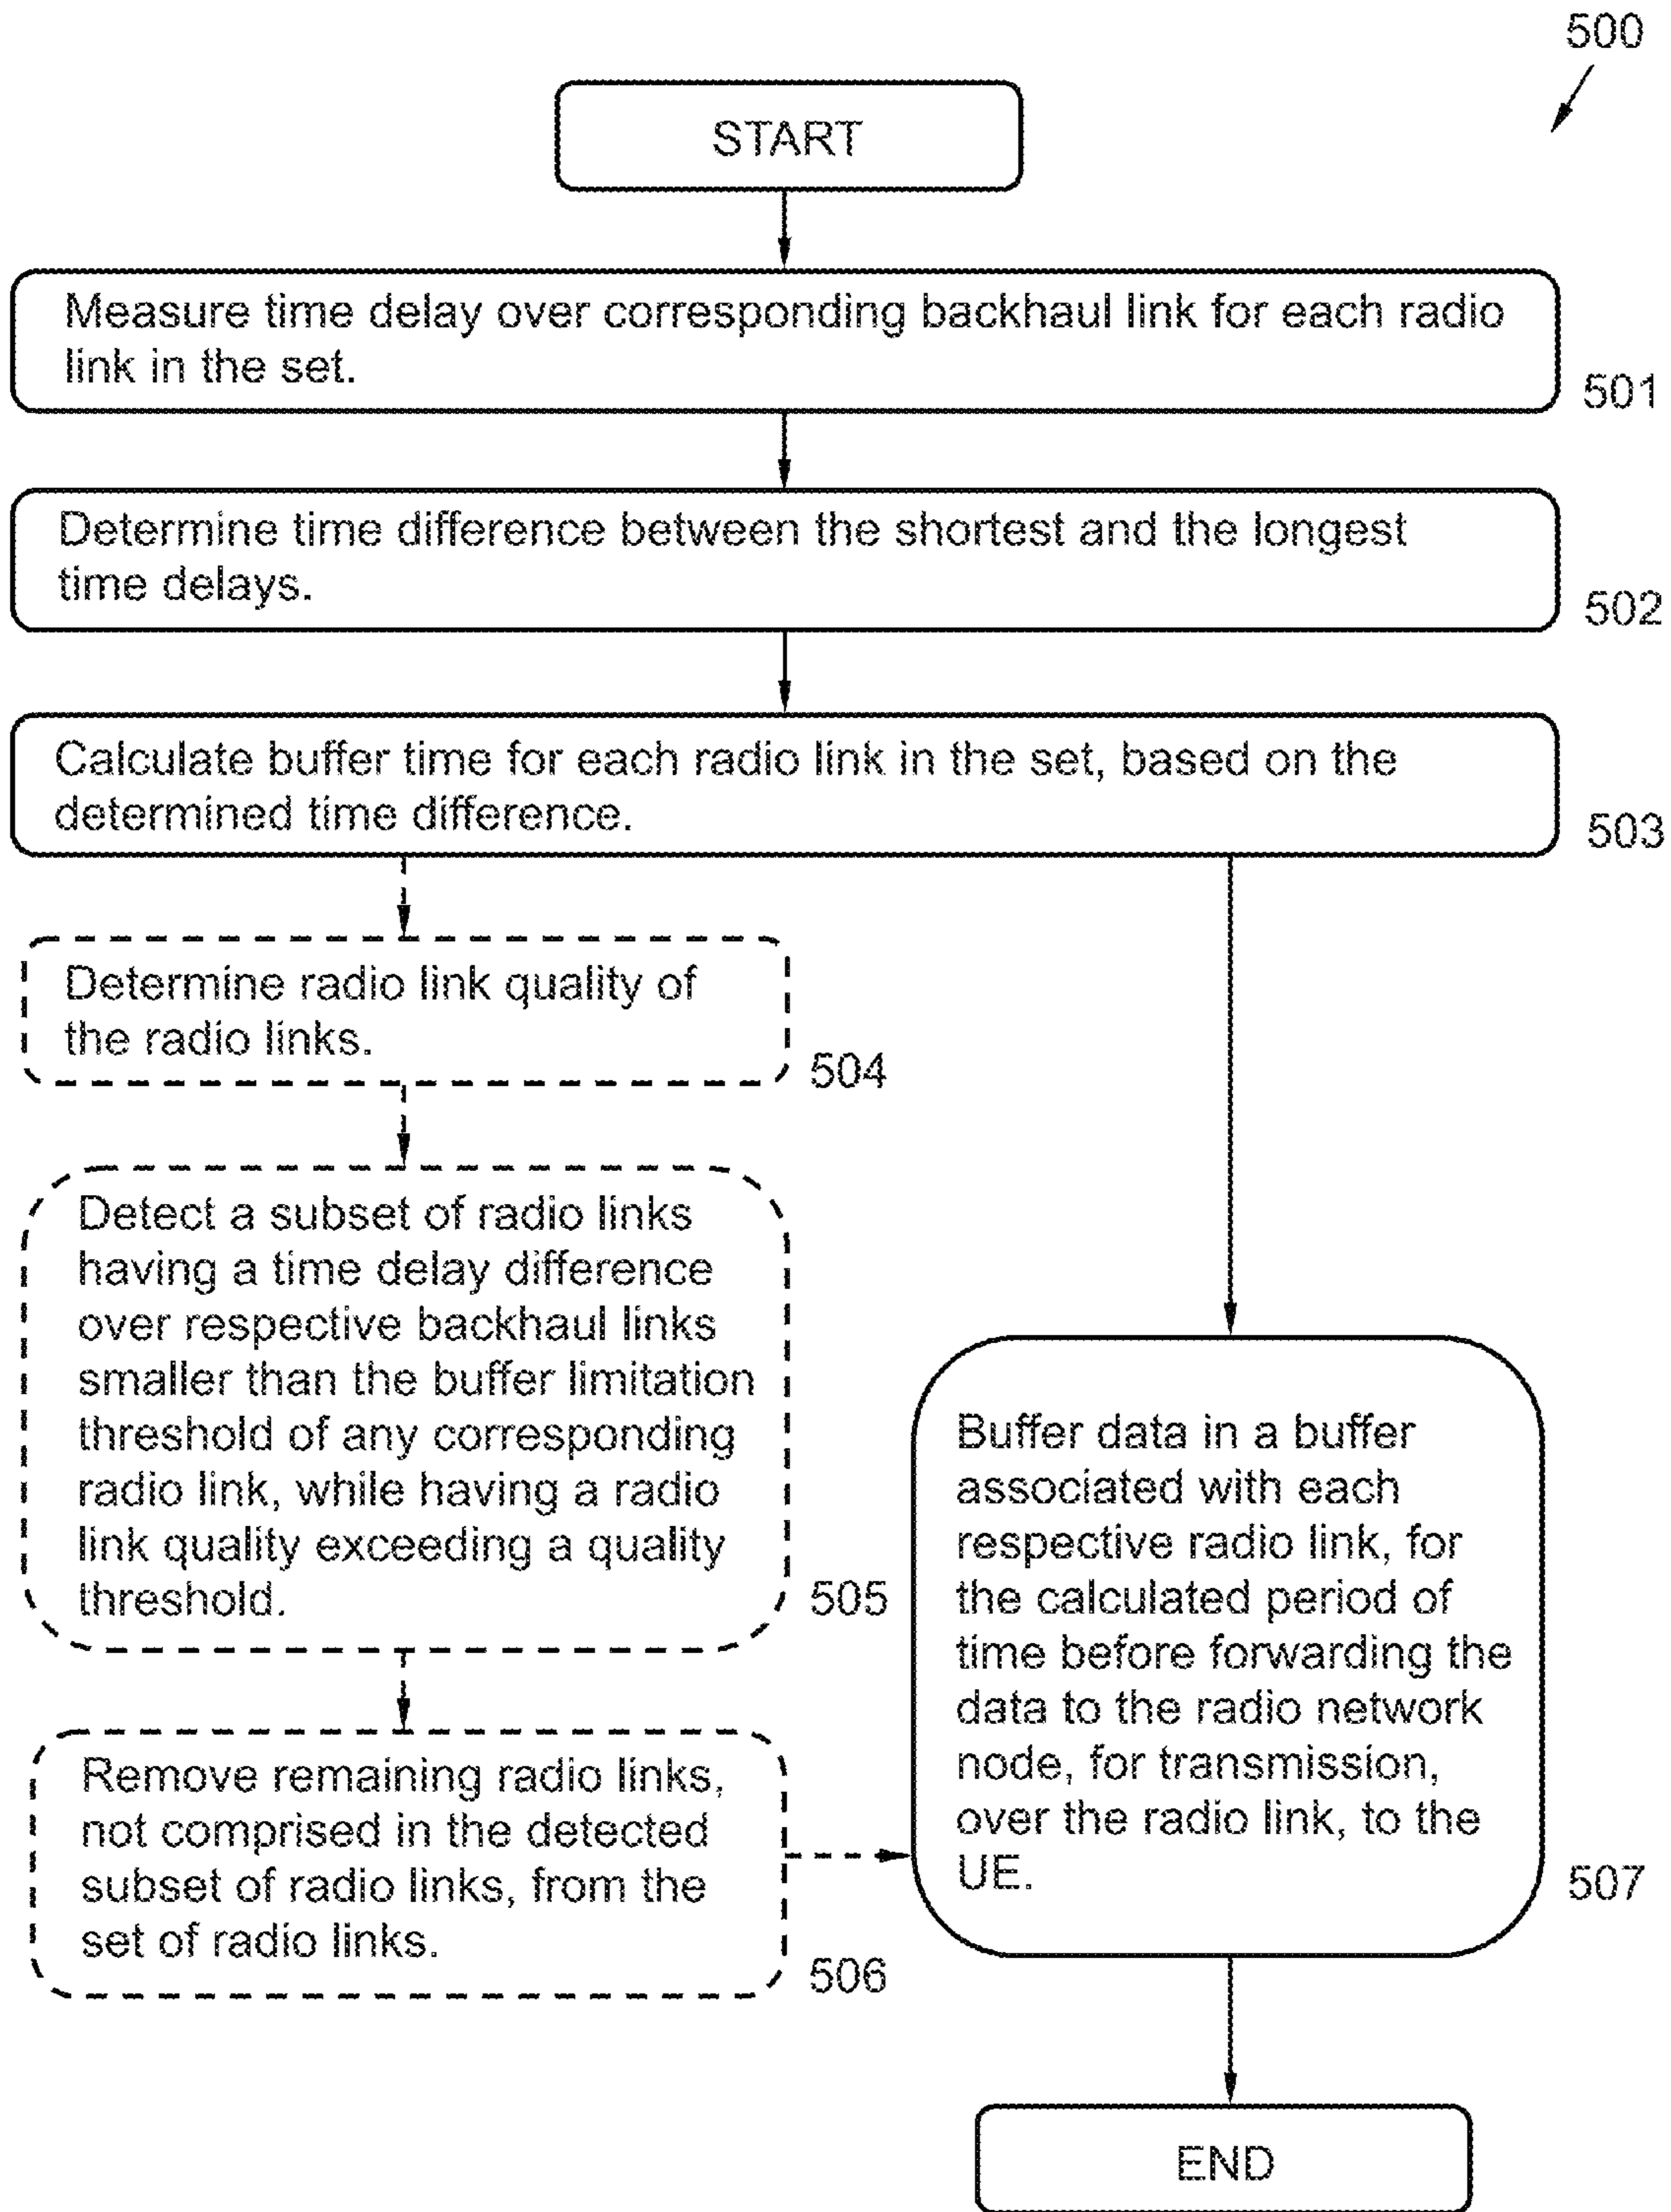 500
START
Measure time delay over corresponding backhaul link for each radio
link in the set.
501
Determine time difference between the shortest and the longest
time delays.
502
Calculate buffer time for each radio link in the set, based on the
determined time difference.
503
Determine radio link quality of
the radio links.
504
Detect a subset of radio links
having a time delay difference
over respective backhaul links
smaller than the buffer limitation
threshold of any corresponding
radio link, while having a radio
link quality exceeding a quality
threshold.
505
Remove remaining radio links,
not comprised in the detected
subset of radio links, from the
set of radio links.
506
Buffer data in a buffer
associated with each
respective radio link, for
the calculated period of
time before forwarding the
data to the radio network
node, for transmission,
over the radio link, to the
UE.
507
END